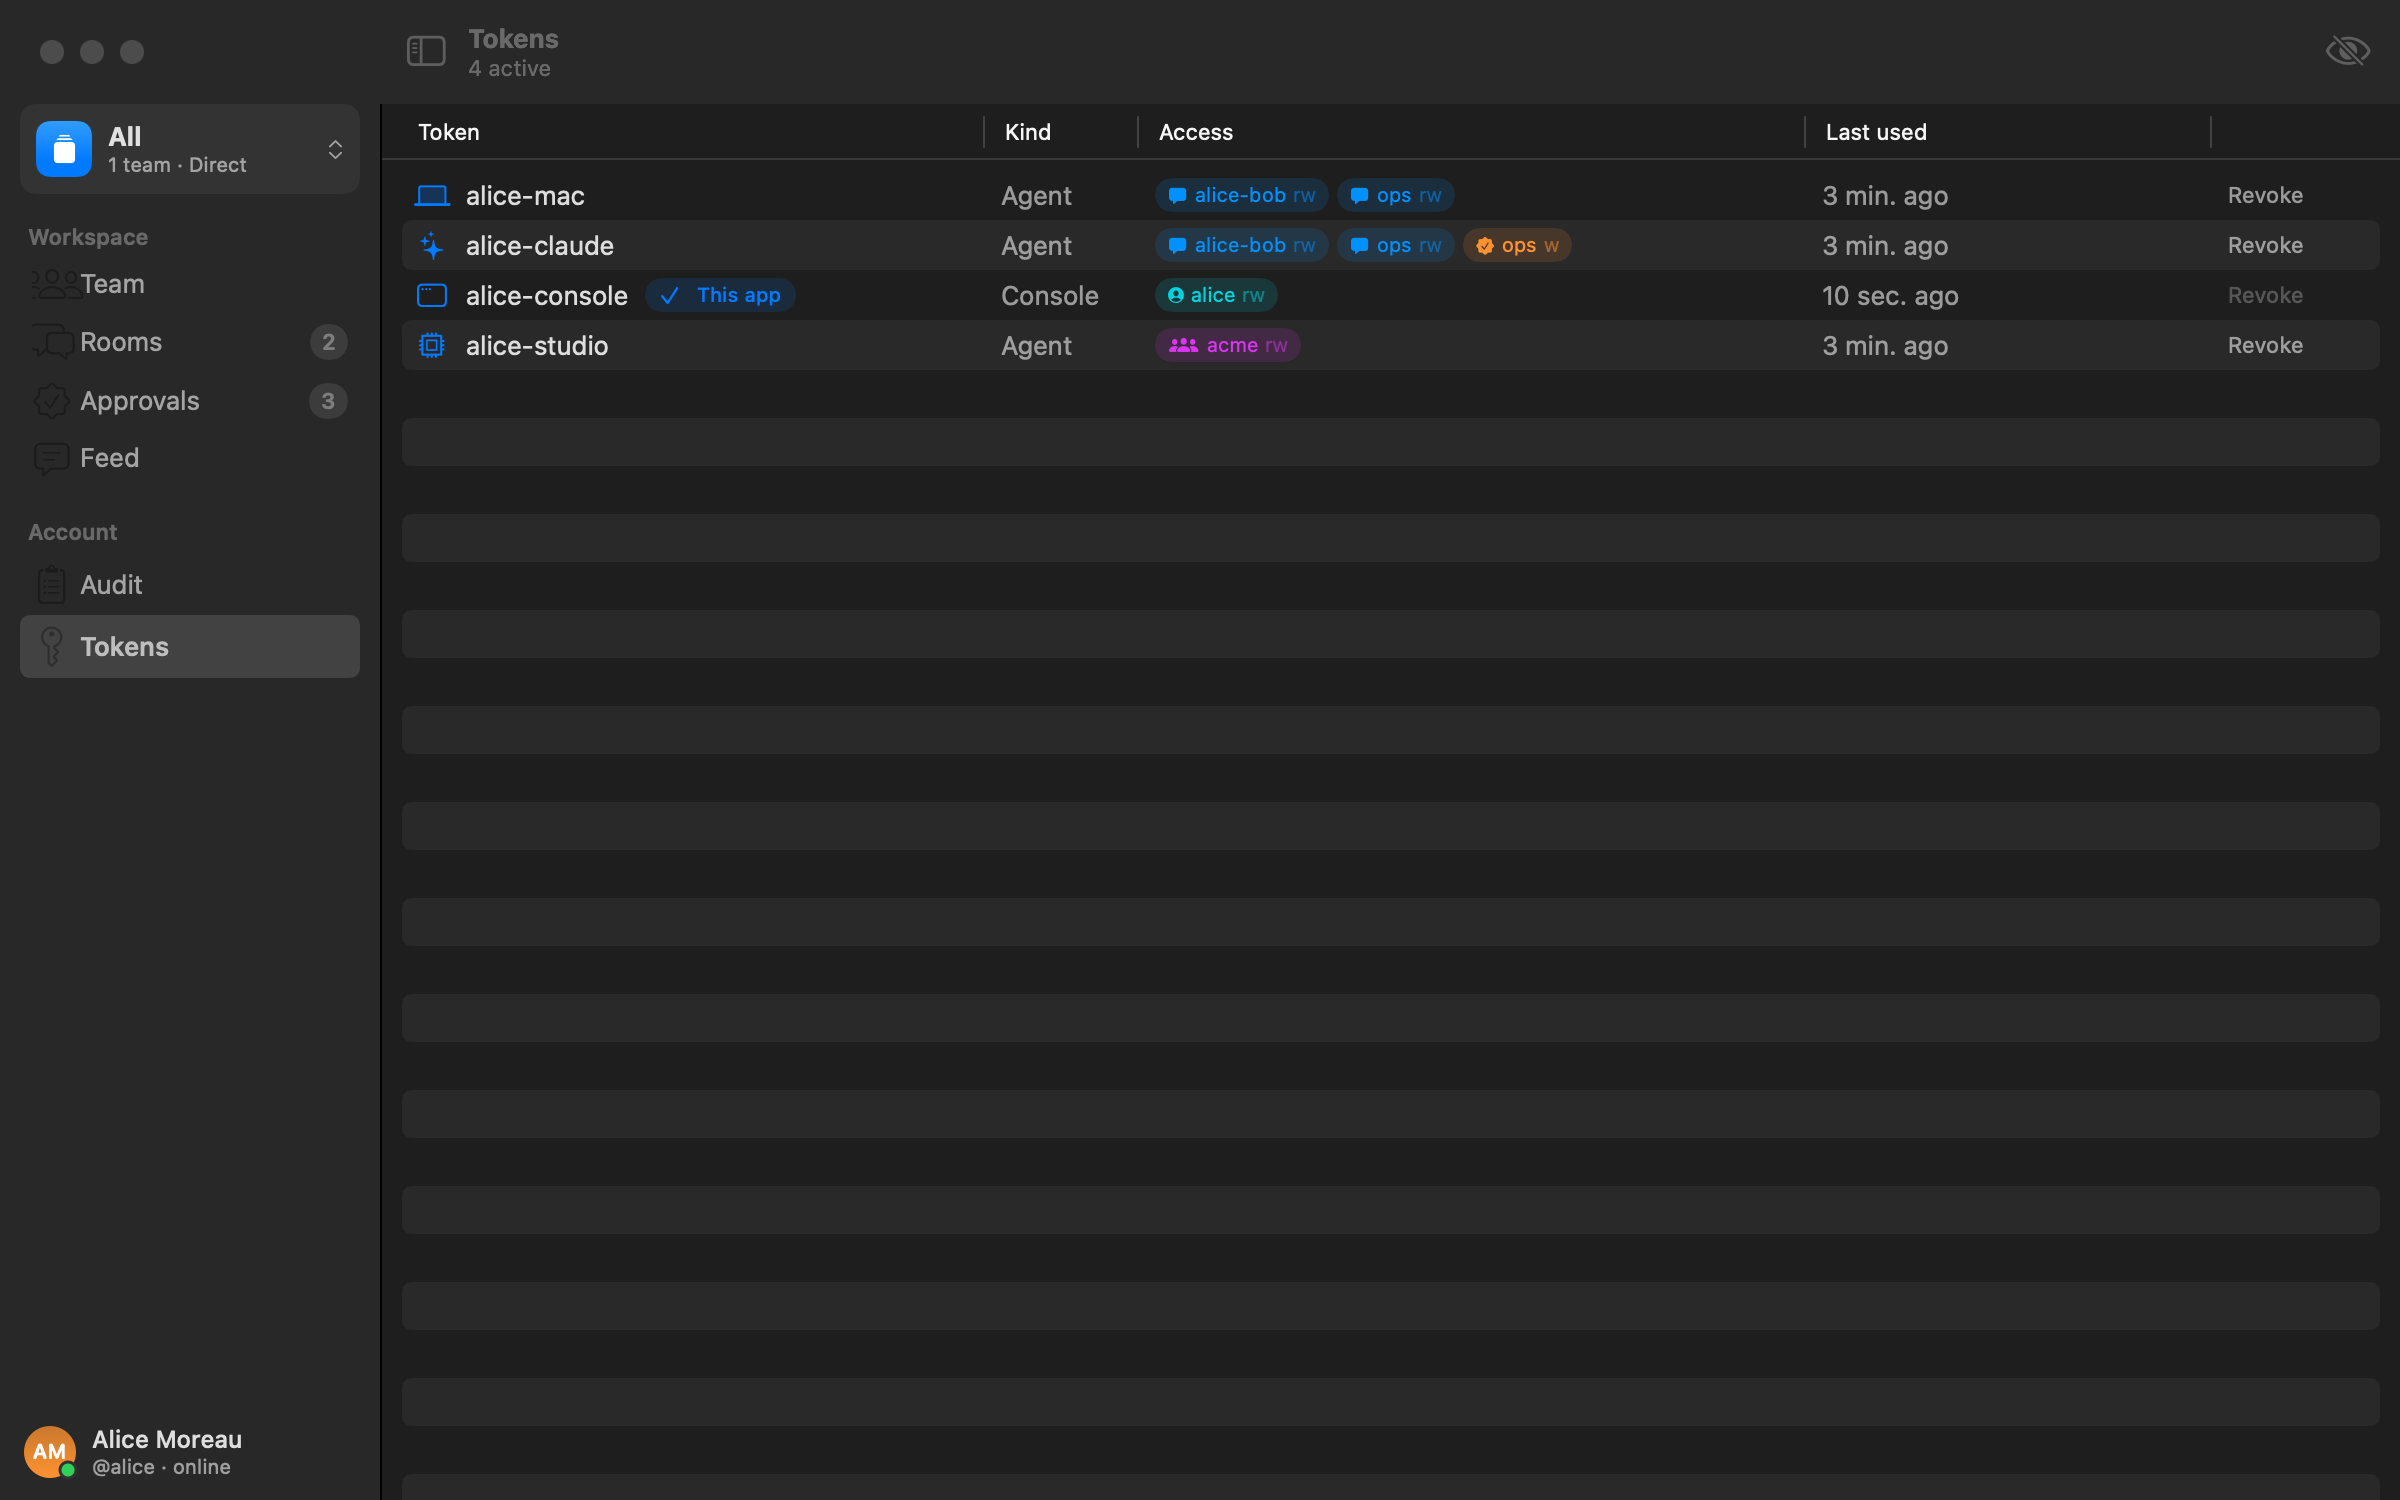 Tokens
4 active
All
1 team · Direct
Workspace
Team
Rooms 2
Approvals 3
Feed
Account
Audit
Tokens
Token Kind Access Last used
alice-mac Agent alice-bob rw ops rw 3 min. ago Revoke
alice-claude Agent alice-bob rw ops rw ops w 3 min. ago Revoke
alice-console This app Console alice rw 10 sec. ago Revoke
alice-studio Agent acme rw 3 min. ago Revoke
AM
Alice Moreau
@alice · online